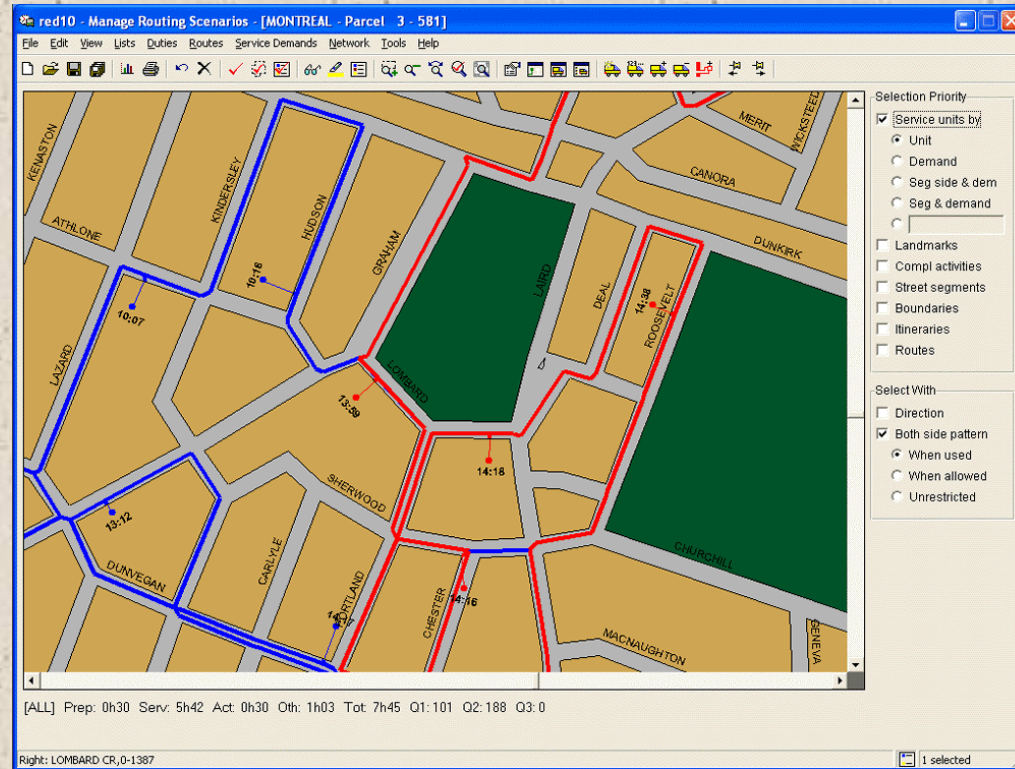 red10 - Manage Routing Scenarios - [MONTREAL - Parcel 3 - 581]
File Edit View Lists Duties Routes Service Demands Network Tools Help
Selection Priority
Service units by
Unit
Demand
Seg side & dem
Seg & demand
Landmarks
Compl activities
Street segments
Boundaries
Itineraries
Routes
Select With
Direction
Both side pattern
When used
When allowed
Unrestricted
KENASTON
ATHLONE
KINDERSLEY
HUDSON
GRAHAM
MERIT
WICKSTEED
CANORA
DUNKIRK
LAIRD
DEAL
ROOSEVELT
14:38
10:16
10:07
LAZARD
LOMBARD
13:59
14:18
SHERWOOD
13:12
DUNVEGAN
CARLYLE
CHESTER
14:16
CHURCHILL
MACNAUGHTON
GENEVA
[ALL] Prep: 0h30 Serv: 5h42 Act: 0h30 Oth: 1h03 Tot: 7h45 Q1: 101 Q2: 188 Q3: 0
Right: LOMBARD CR,0-1387
1 selected